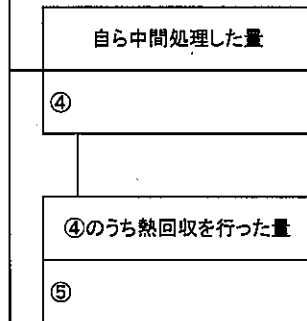 自ら中間処理した量
④
④のうち熱回収を行った量
⑤